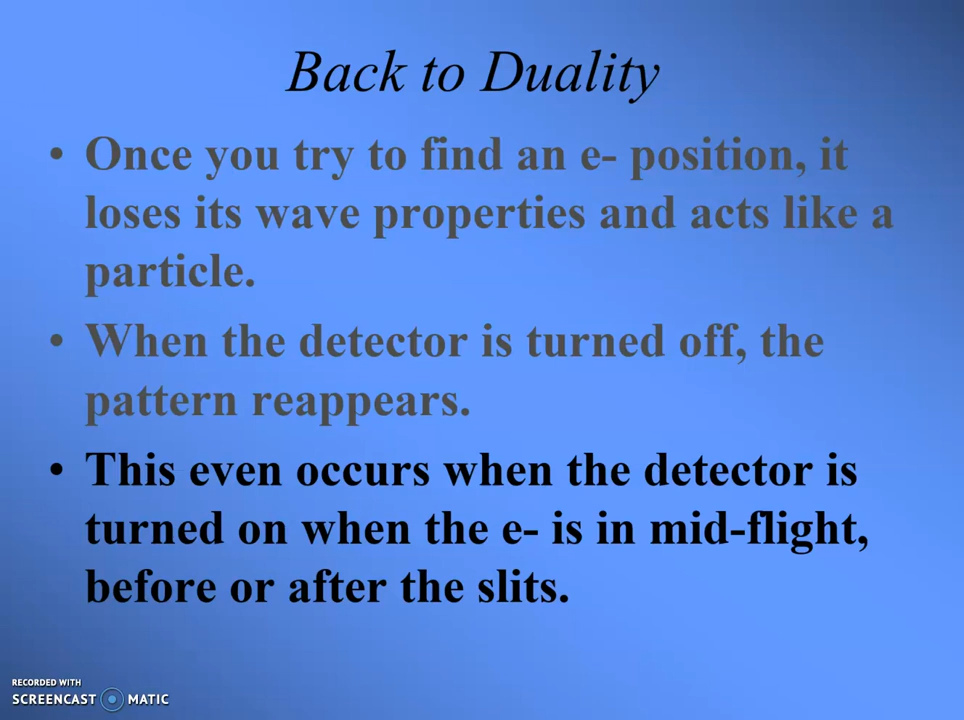 Back to Duality
• Once you try to find an e- position, it
loses its wave properties and acts like a
particle.
• When the detector is turned off, the
pattern reappears.
• This even occurs when the detector is
turned on when the e- is in mid-flight,
before or after the slits.
RECORDED WITH
SCREENCAST MATIC